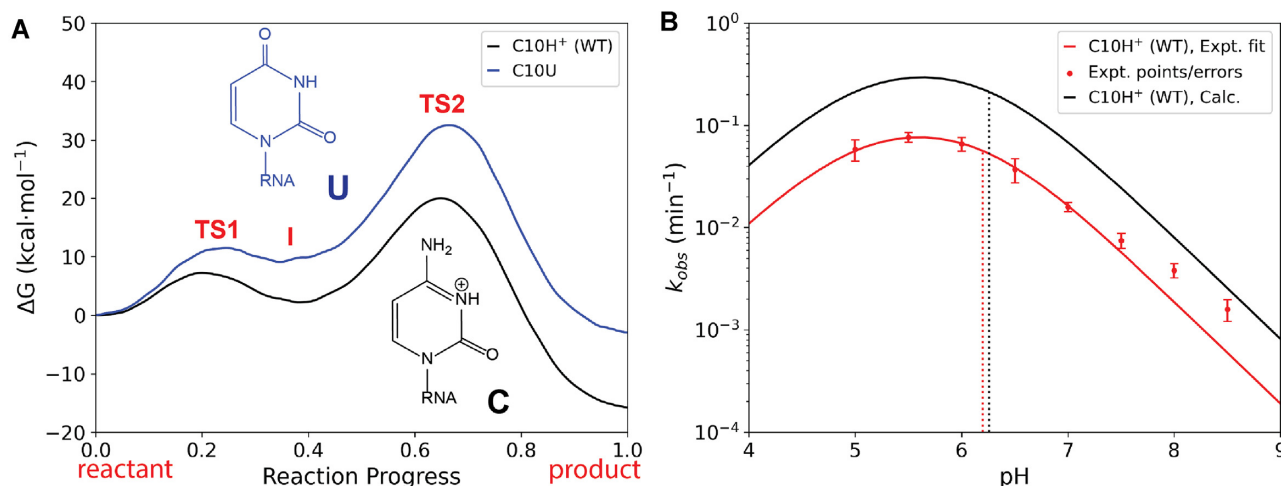 A
50
40
30
20
10
0
−10
−20
ΔG (kcal·mol⁻¹)
C10H⁺ (WT)
C10U
O
NH
N
O
RNA
U
TS1
I
TS2
NH₂
⊕
NH
N
O
RNA
C
0.0
0.2
0.4
0.6
0.8
1.0
reactant
Reaction Progress
product
B
10⁰
10⁻¹
10⁻²
10⁻³
10⁻⁴
k_obs (min⁻¹)
C10H⁺ (WT), Expt. fit
Expt. points/errors
C10H⁺ (WT), Calc.
4
5
6
7
8
9
pH